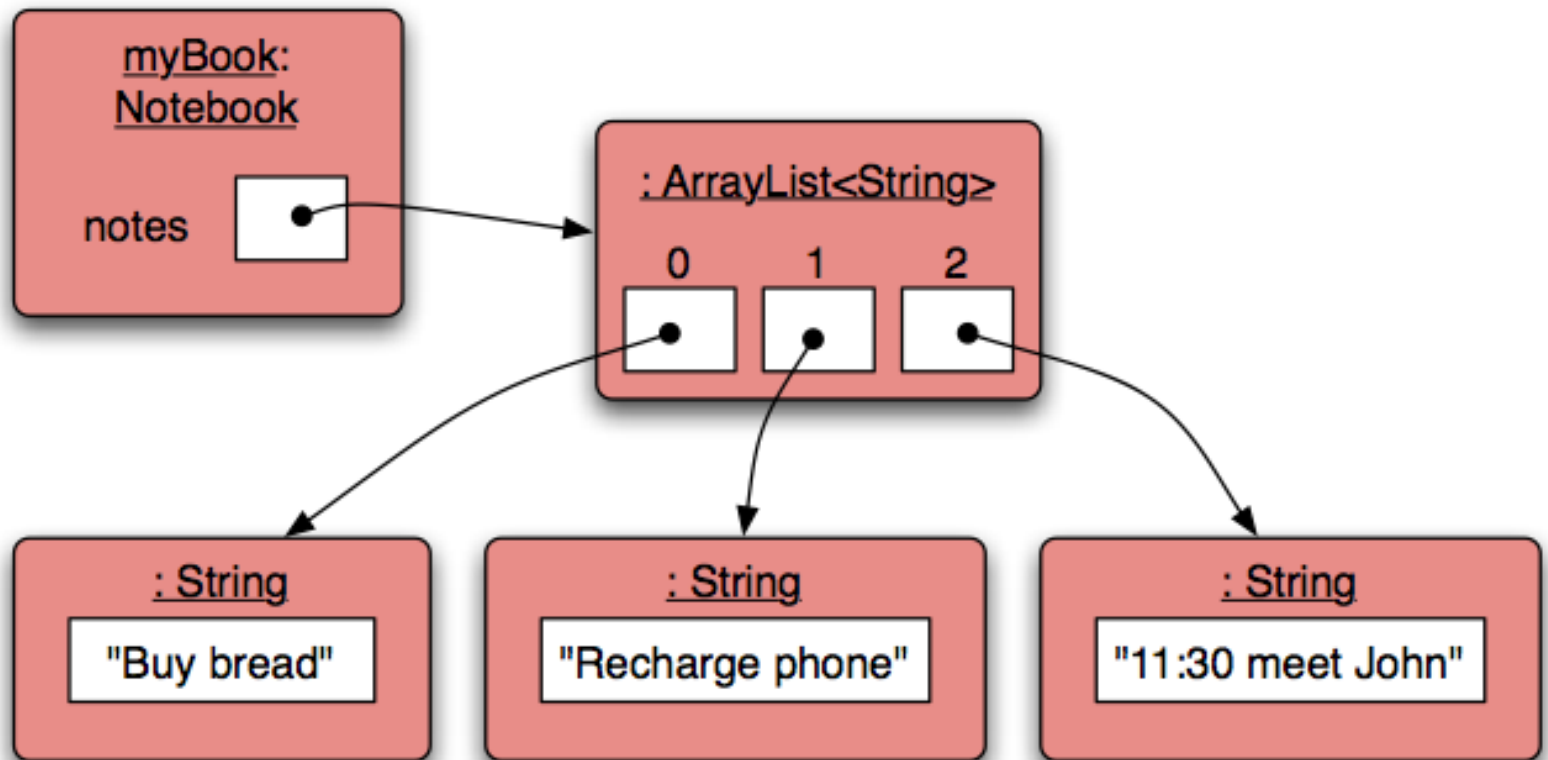 myBook:
Notebook
notes
: ArrayList<String>
0 1 2
: String
"Buy bread"
: String
"Recharge phone"
: String
"11:30 meet John"